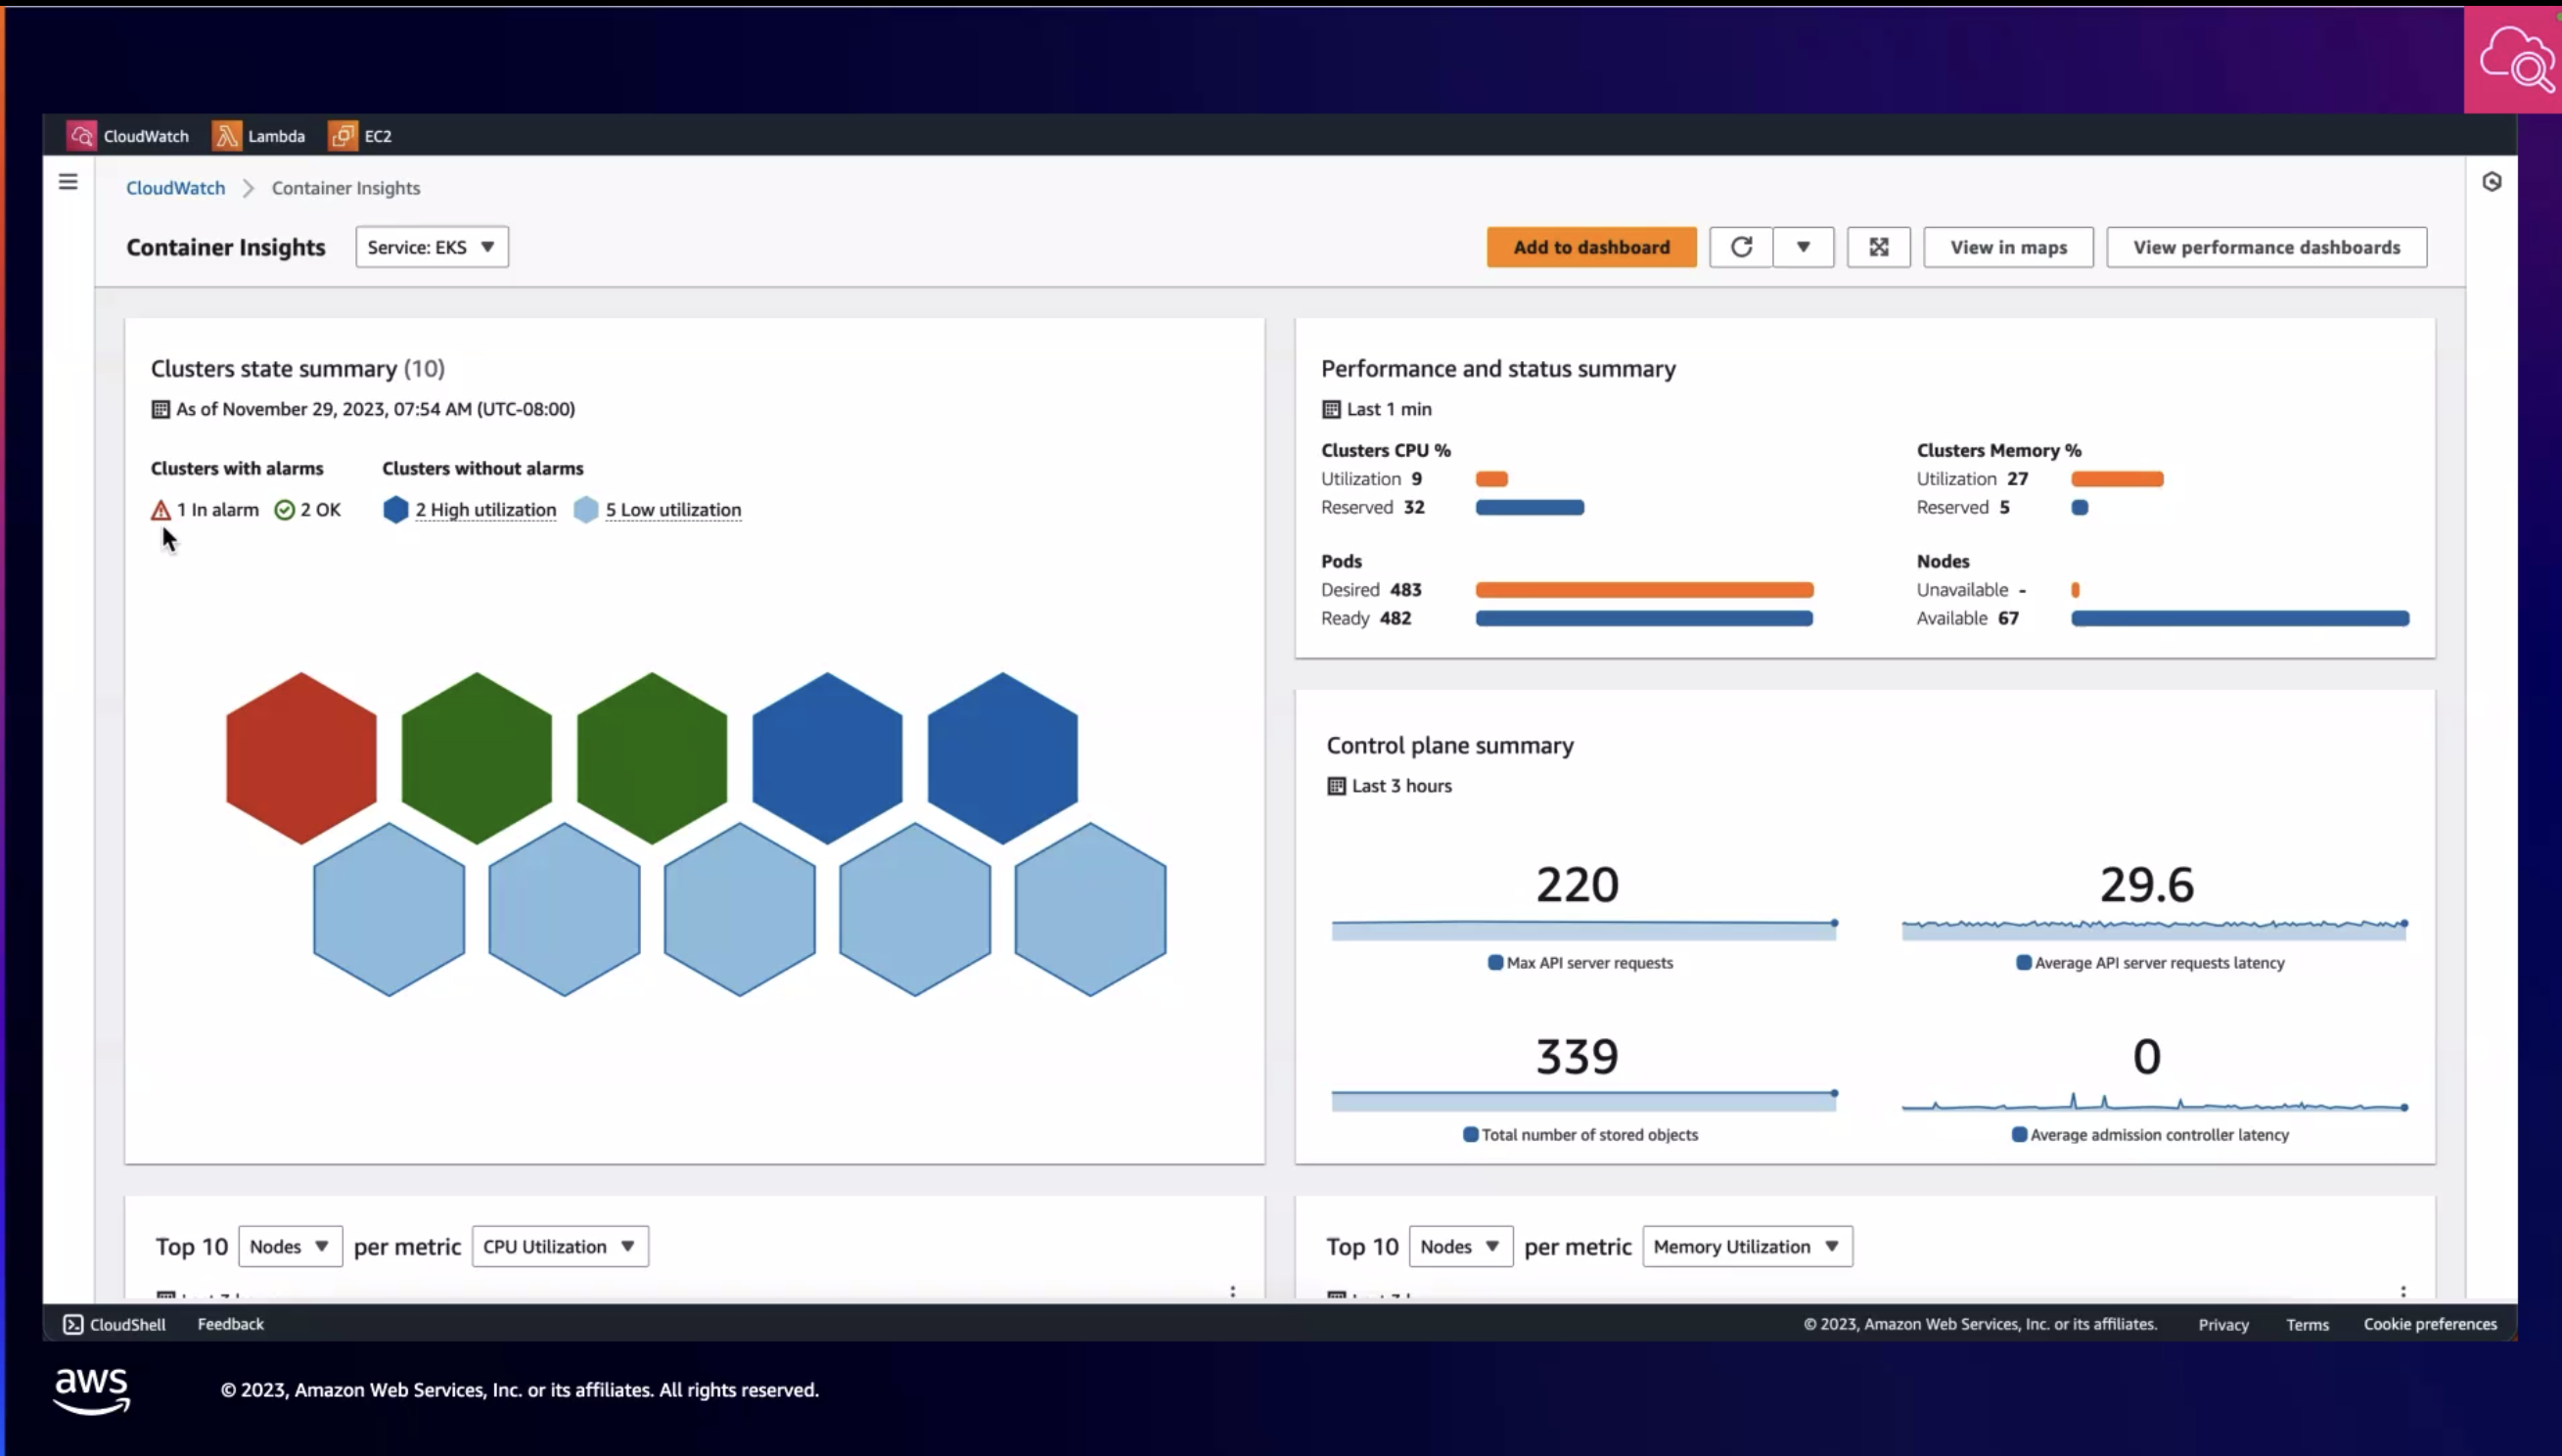 CloudWatch Lambda EC2
CloudWatch Container Insights
Container Insights Service: EKS Add to dashboard View in maps View performance dashboards
Clusters state summary (10)
As of November 29, 2023, 07:54 AM (UTC-08:00)
Clusters with alarms Clusters without alarms
1 In alarm 2 OK 2 High utilization 5 Low utilization
Performance and status summary
Last 1 min
Clusters CPU %
Utilization 9
Reserved 32
Clusters Memory %
Utilization 27
Reserved 5
Pods
Desired 483
Ready 482
Nodes
Unavailable -
Available 67
Control plane summary
Last 3 hours
220
Max API server requests
29.6
Average API server requests latency
339
Total number of stored objects
0
Average admission controller latency
Top 10 Nodes per metric CPU Utilization
Top 10 Nodes per metric Memory Utilization
CloudShell Feedback © 2023, Amazon Web Services, Inc. or its affiliates. Privacy Terms Cookie preferences
aws © 2023, Amazon Web Services, Inc. or its affiliates. All rights reserved.